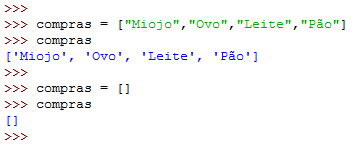 >>>
>>> compras = ["Miojo","Ovo","Leite","Pão"]
>>> compras
['Miojo', 'Ovo', 'Leite', 'Pão']
>>>
>>> compras = []
>>> compras
[]
>>>